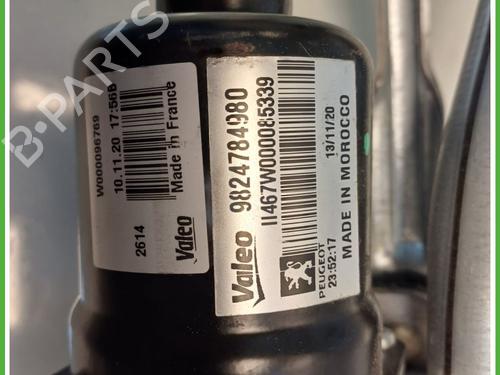 W000096769
10.11.20 17:56B
Made in France
2614
Valeo
Valeo 9824784980
II467W000085339
PEUGEOT
13/11/20
23:52:17
MADE IN MOROCCO
B-PARTS